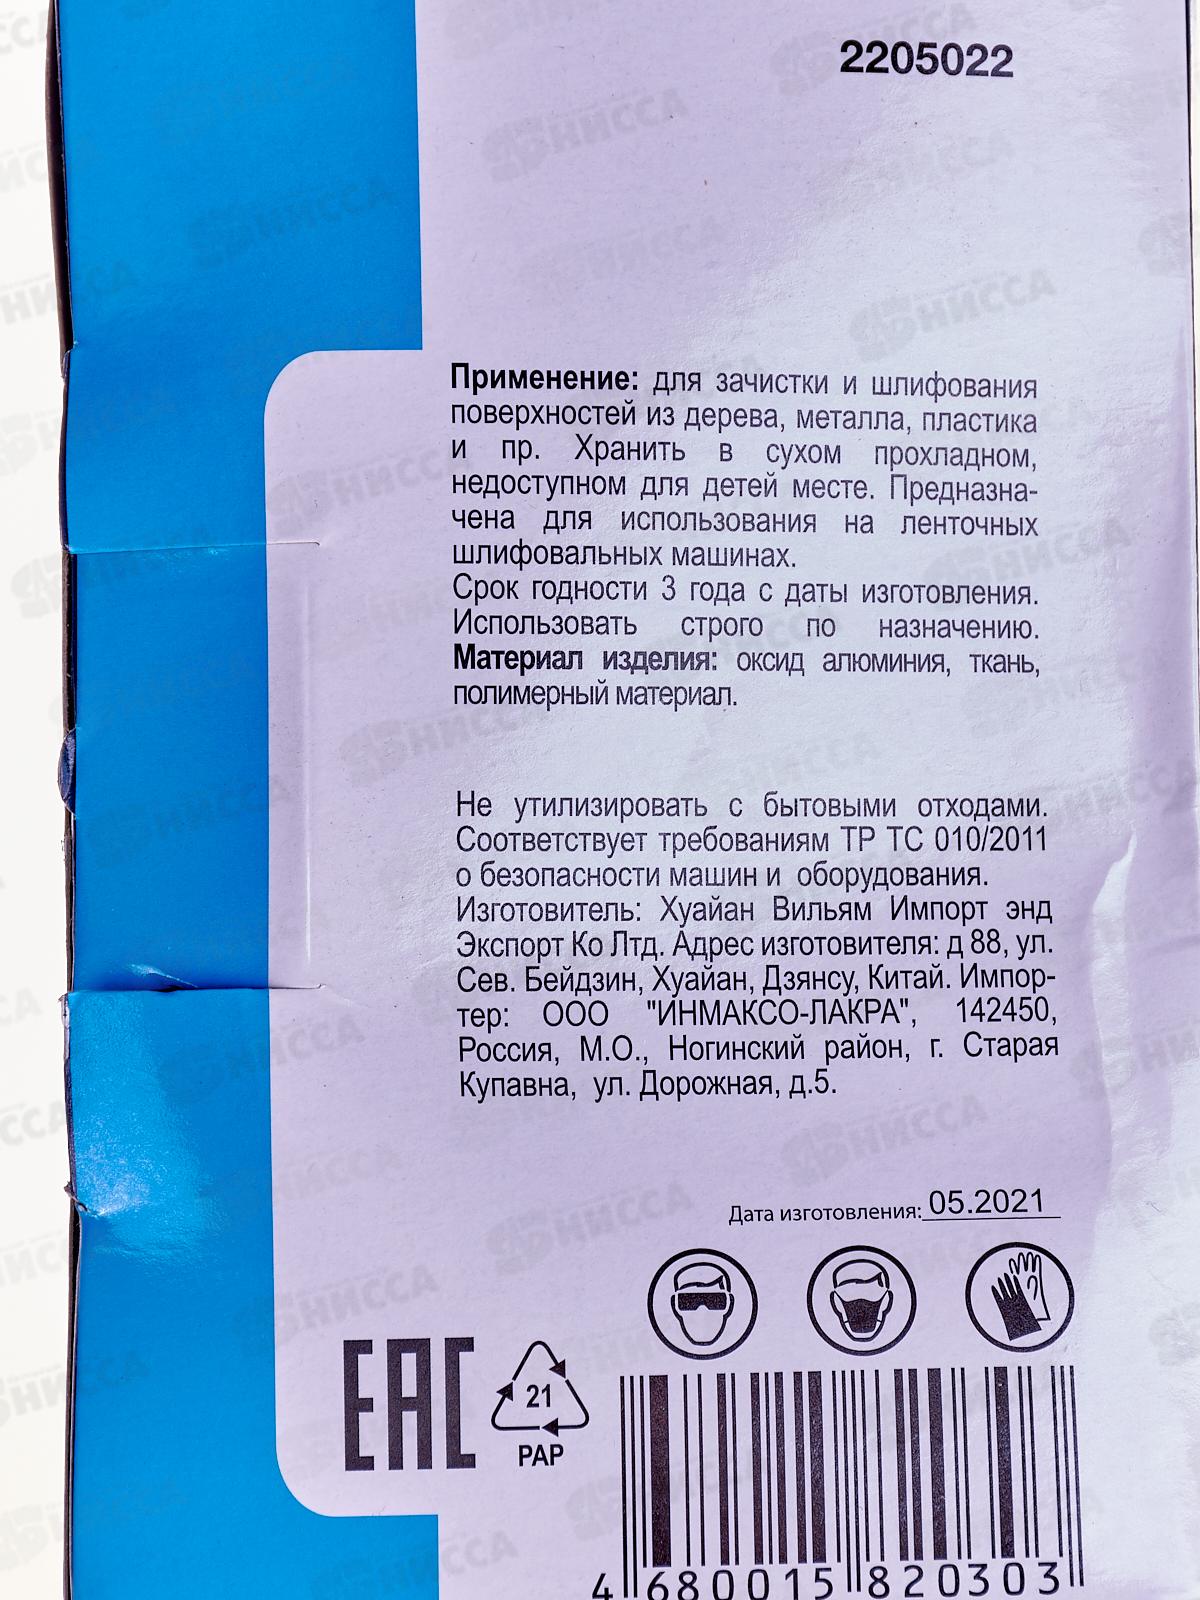 2205022
Применение: для зачистки и шлифования
поверхностей из дерева, металла, пластика
и пр. Хранить в сухом прохладном,
недоступном для детей месте. Предназна-
чена для использования на ленточных
шлифовальных машинах.
Срок годности 3 года с даты изготовления.
Использовать строго по назначению.
Материал изделия: оксид алюминия, ткань,
полимерный материал.
Не утилизировать с бытовыми отходами.
Соответствует требованиям ТР ТС 010/2011
о безопасности машин и оборудования.
Изготовитель: Хуайан Вильям Импорт энд
Экспорт Ко Лтд. Адрес изготовителя: д 88, ул.
Сев. Бейдзин, Хуайан, Дзянсу, Китай. Импор-
тер: ООО "ИНМАКСО-ЛАКРА", 142450,
Россия, М.О., Ногинский район, г. Старая
Купавна, ул. Дорожная, д.5.
Дата изготовления: 05.2021
EAC
21
PAP
4 680015 820303
НИССА